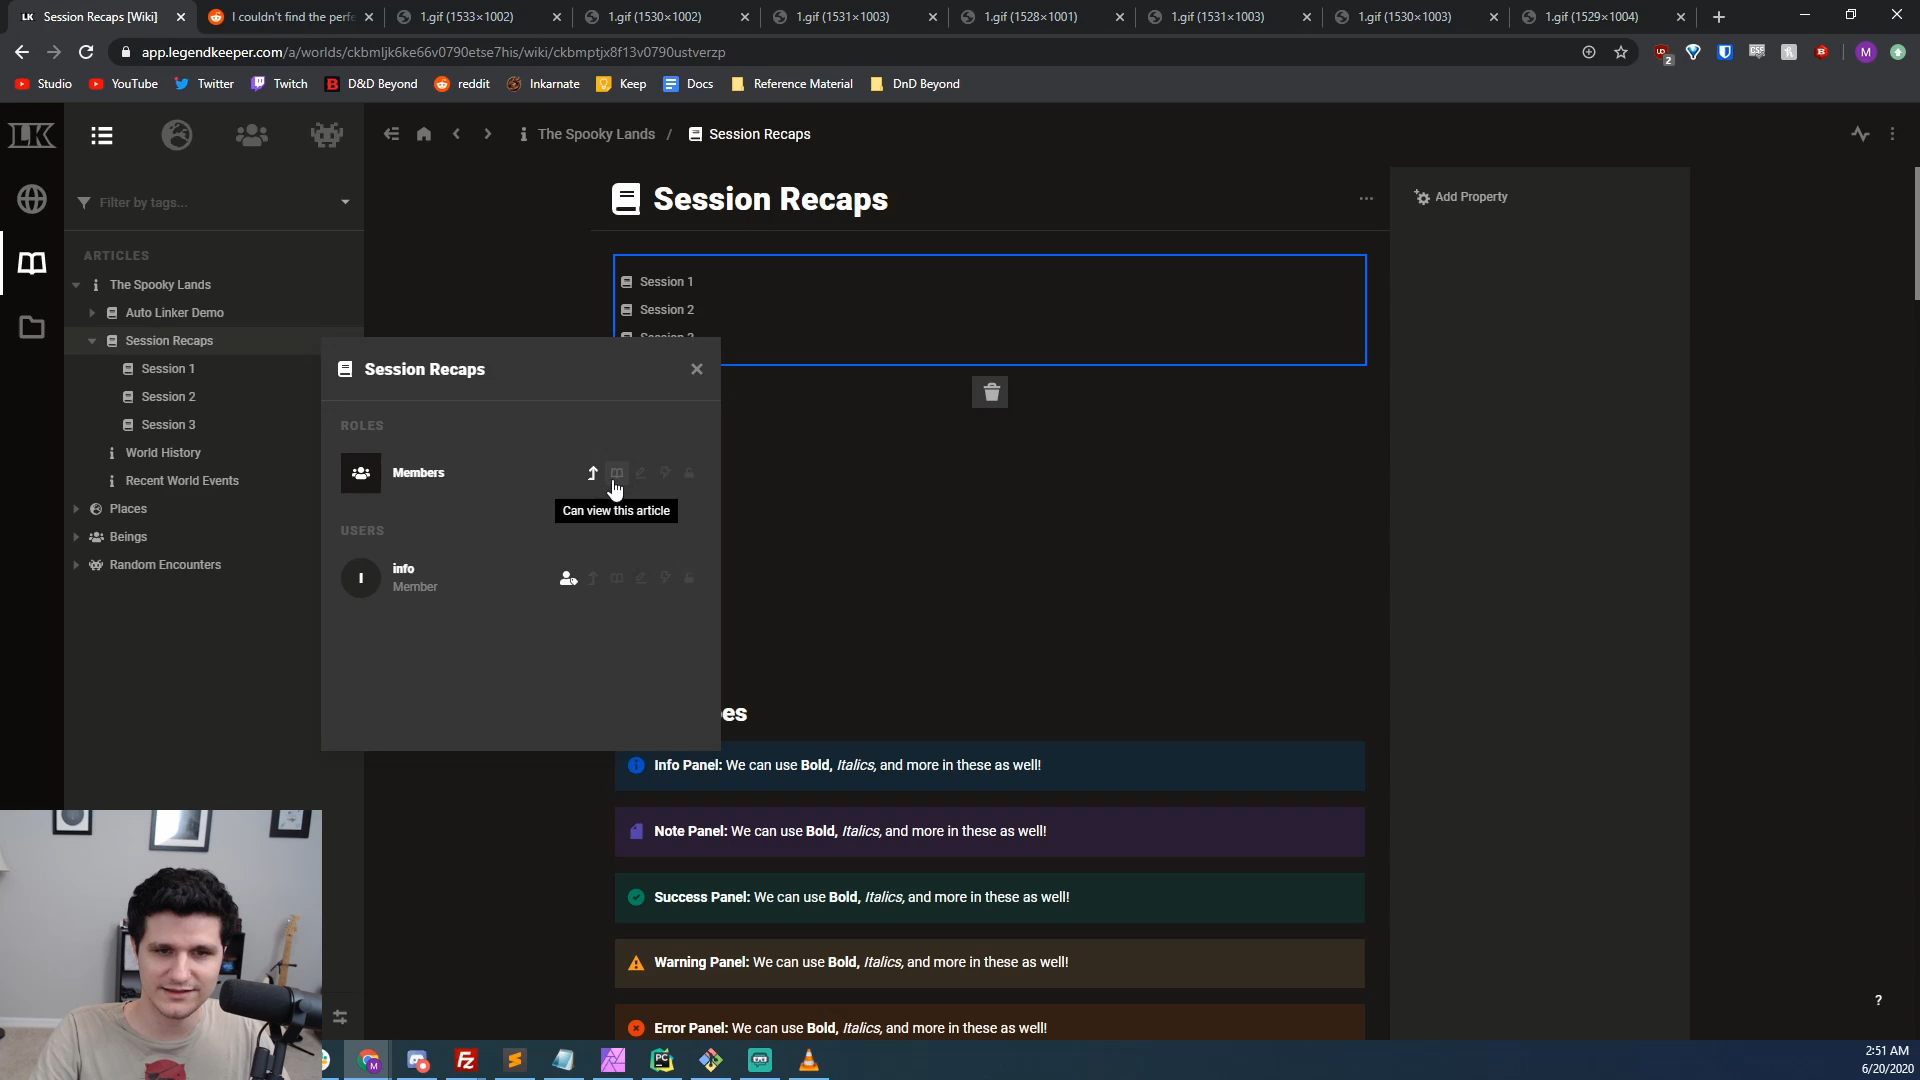 Session Recaps [Wiki]
I couldn't find the perfe
1.gif (1533×1002)
1.gif (1530×1002)
1.gif (1531×1003)
1.gif (1528×1001)
1.gif (1531×1003)
1.gif (1530×1003)
1.gif (1529×1004)
app.legendkeeper.com/a/worlds/ckbmljk6ke66v0790etse7his/wiki/ckbmptjx8f13v0790ustverzp
Studio
YouTube
Twitter
Twitch
D&D Beyond
reddit
Inkarnate
Keep
Docs
Reference Material
DnD Beyond
LK
The Spooky Lands / Session Recaps
Filter by tags...
ARTICLES
The Spooky Lands
Auto Linker Demo
Session Recaps
Session 1
Session 2
Session 3
World History
Recent World Events
Places
Beings
Random Encounters
Session Recaps
Add Property
Session 1
Session 2
Session Recaps
ROLES
Members
Can view this article
USERS
I
info
Member
es
Info Panel: We can use Bold, Italics, and more in these as well!
Note Panel: We can use Bold, Italics, and more in these as well!
Success Panel: We can use Bold, Italics, and more in these as well!
Warning Panel: We can use Bold, Italics, and more in these as well!
Error Panel: We can use Bold, Italics, and more in these as well!
?
2:51 AM
6/20/2020